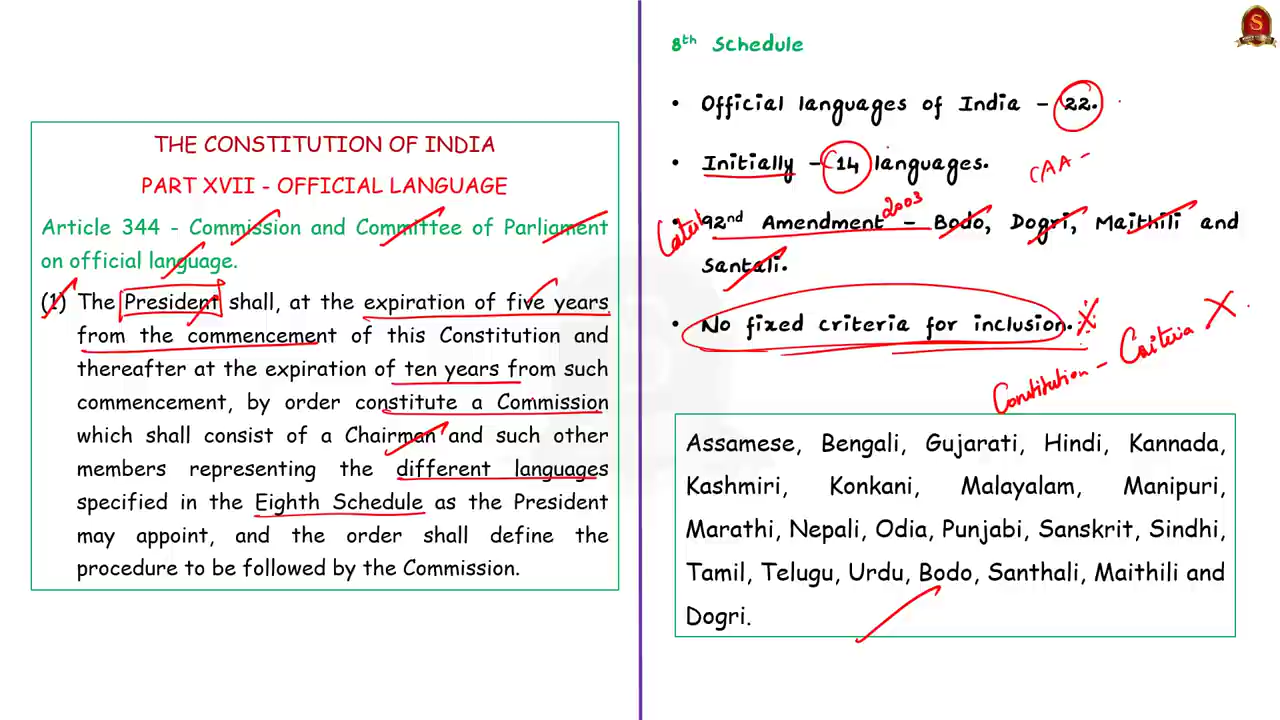 THE CONSTITUTION OF INDIA
PART XVII - OFFICIAL LANGUAGE
Article 344 - Commission and Committee of Parliament
on official language.
(1) The President shall, at the expiration of five years
from the commencement of this Constitution and
thereafter at the expiration of ten years from such
commencement, by order constitute a Commission
which shall consist of a Chairman and such other
members representing the different languages
specified in the Eighth Schedule as the President
may appoint, and the order shall define the
procedure to be followed by the Commission.
S
8th Schedule
• Official languages of India - 22.
• Initially - 14 languages.
CAA -
2003
Latest
• 92nd Amendment - Bodo, Dogri, Maithili and
Santali.
• No fixed criteria for inclusion.
Constitution - Criteria X
Assamese, Bengali, Gujarati, Hindi, Kannada,
Kashmiri, Konkani, Malayalam, Manipuri,
Marathi, Nepali, Odia, Punjabi, Sanskrit, Sindhi,
Tamil, Telugu, Urdu, Bodo, Santhali, Maithili and
Dogri.